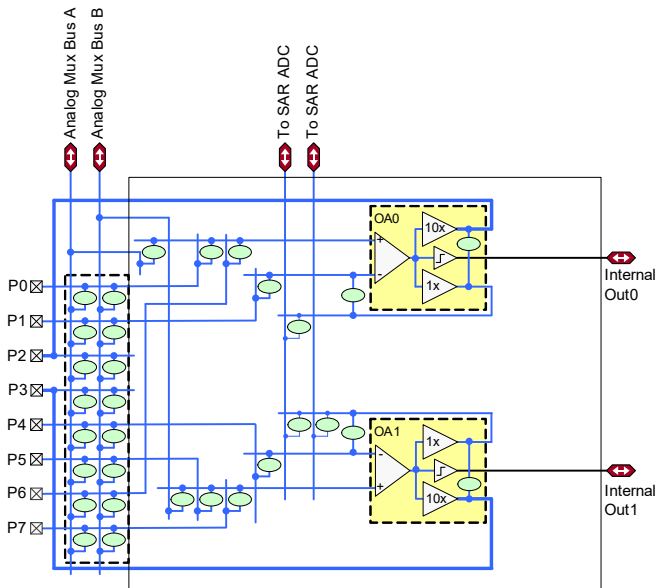 Analog Mux Bus A
Analog Mux Bus B
To SAR ADC
To SAR ADC
OA0
10x
+
-
1x
P0
P1
P2
P3
P4
P5
P6
P7
Internal
Out0
OA1
1x
-
+
10x
Internal
Out1